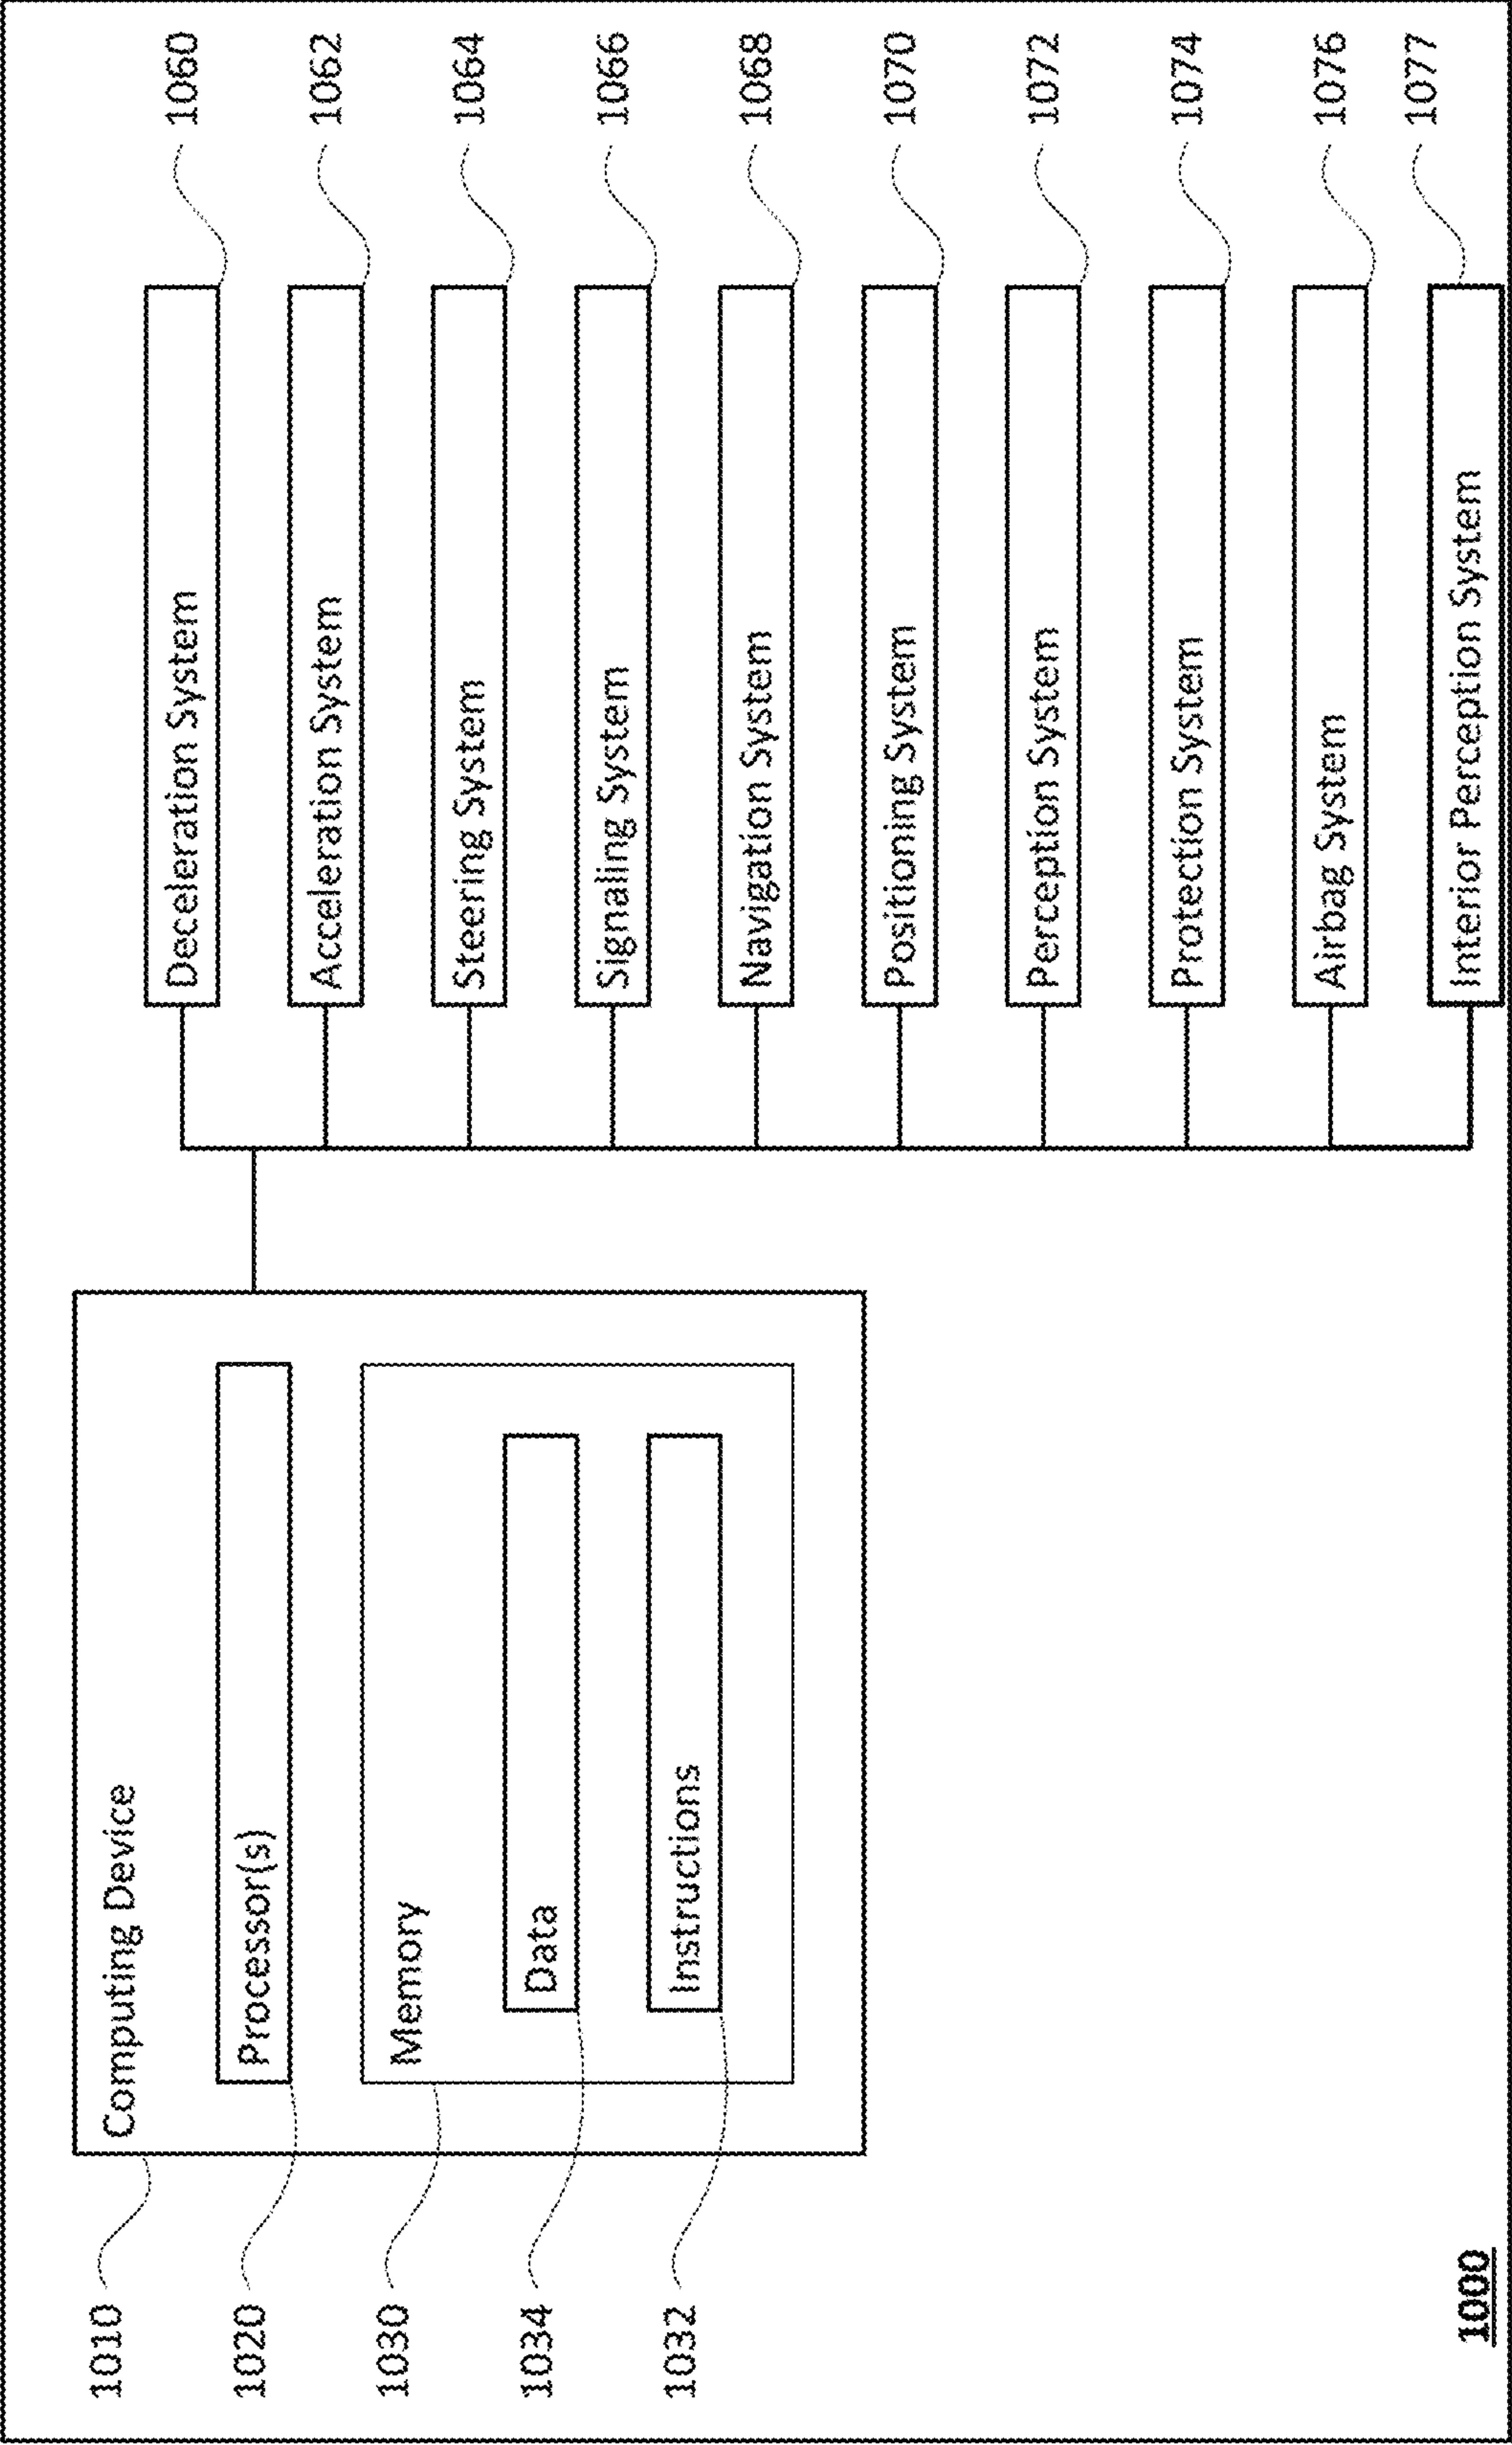 Computing Device
1010
Processor(s)
1020
Memory
1030
Data
1034
Instructions
1032
Deceleration System
1060
Acceleration System
1062
Steering System
1064
Signaling System
1066
Navigation System
1068
Positioning System
1070
Perception System
1072
Protection System
1074
Airbag System
1076
Interior Perception System
1077
1000